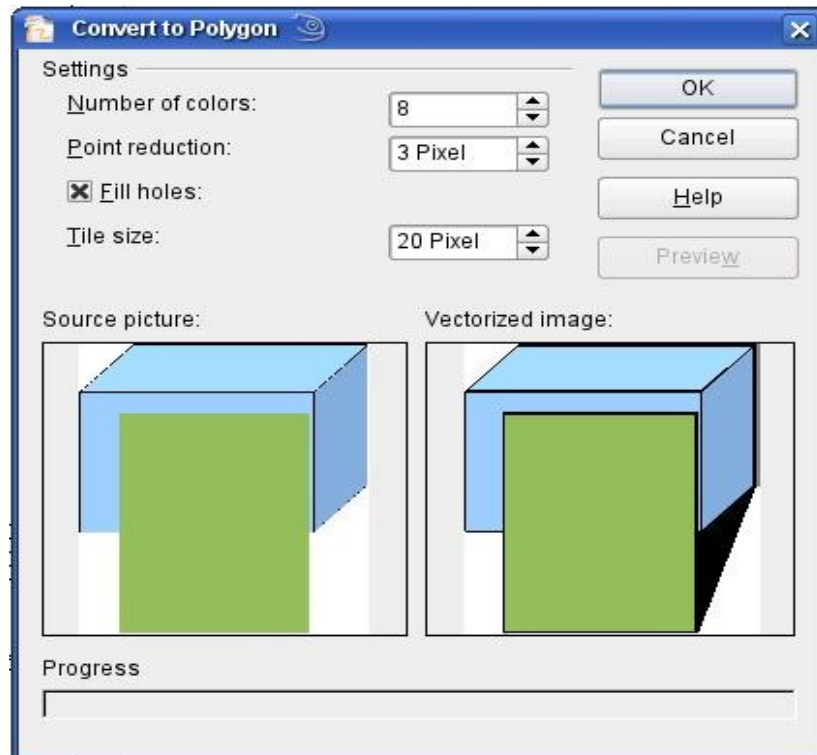 Convert to Polygon
Settings
Number of colors: 8
OK
Point reduction: 3 Pixel
Cancel
Fill holes:
Help
Tile size: 20 Pixel
Preview
Source picture: Vectorized image:
Progress